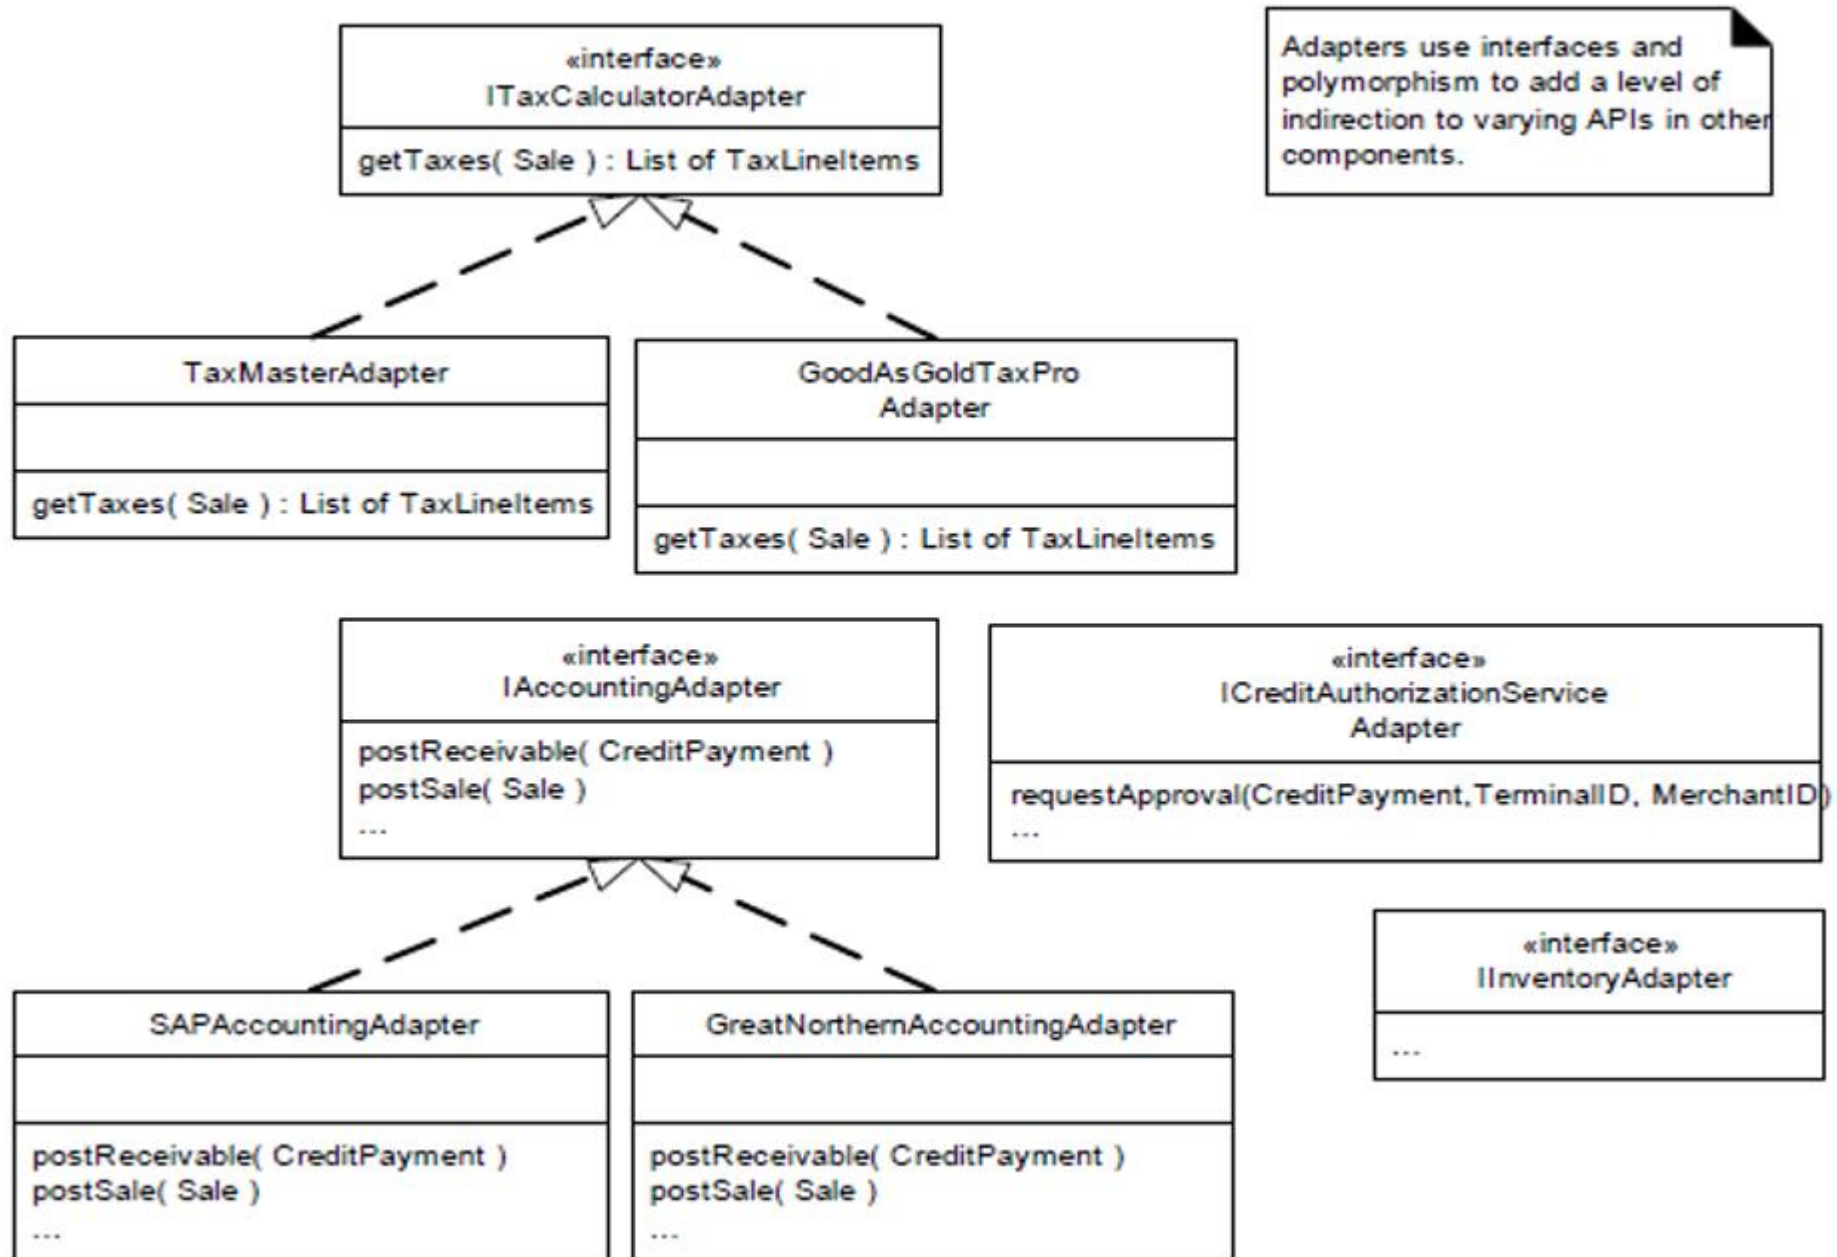 «interface»
ITaxCalculatorAdapter
getTaxes( Sale ) : List of TaxLineItems
Adapters use interfaces and
polymorphism to add a level of
indirection to varying APIs in other
components.
TaxMasterAdapter
getTaxes( Sale ) : List of TaxLineItems
GoodAsGoldTaxPro
Adapter
getTaxes( Sale ) : List of TaxLineItems
«interface»
IAccountingAdapter
postReceivable( CreditPayment )
postSale( Sale )
...
«interface»
ICreditAuthorizationService
Adapter
requestApproval(CreditPayment,TerminalID, MerchantID)
...
«interface»
IInventoryAdapter
...
SAPAccountingAdapter
postReceivable( CreditPayment )
postSale( Sale )
...
GreatNorthernAccountingAdapter
postReceivable( CreditPayment )
postSale( Sale )
...